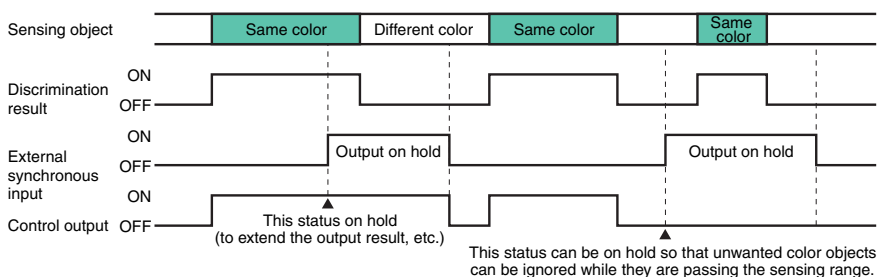 Sensing object
Same color
Different color
Same color
Same
color
Discrimination
result
ON
OFF
External
synchronous
input
ON
OFF
Output on hold
Output on hold
Control output
ON
OFF
This status on hold
(to extend the output result, etc.)
This status can be on hold so that unwanted color objects
can be ignored while they are passing the sensing range.